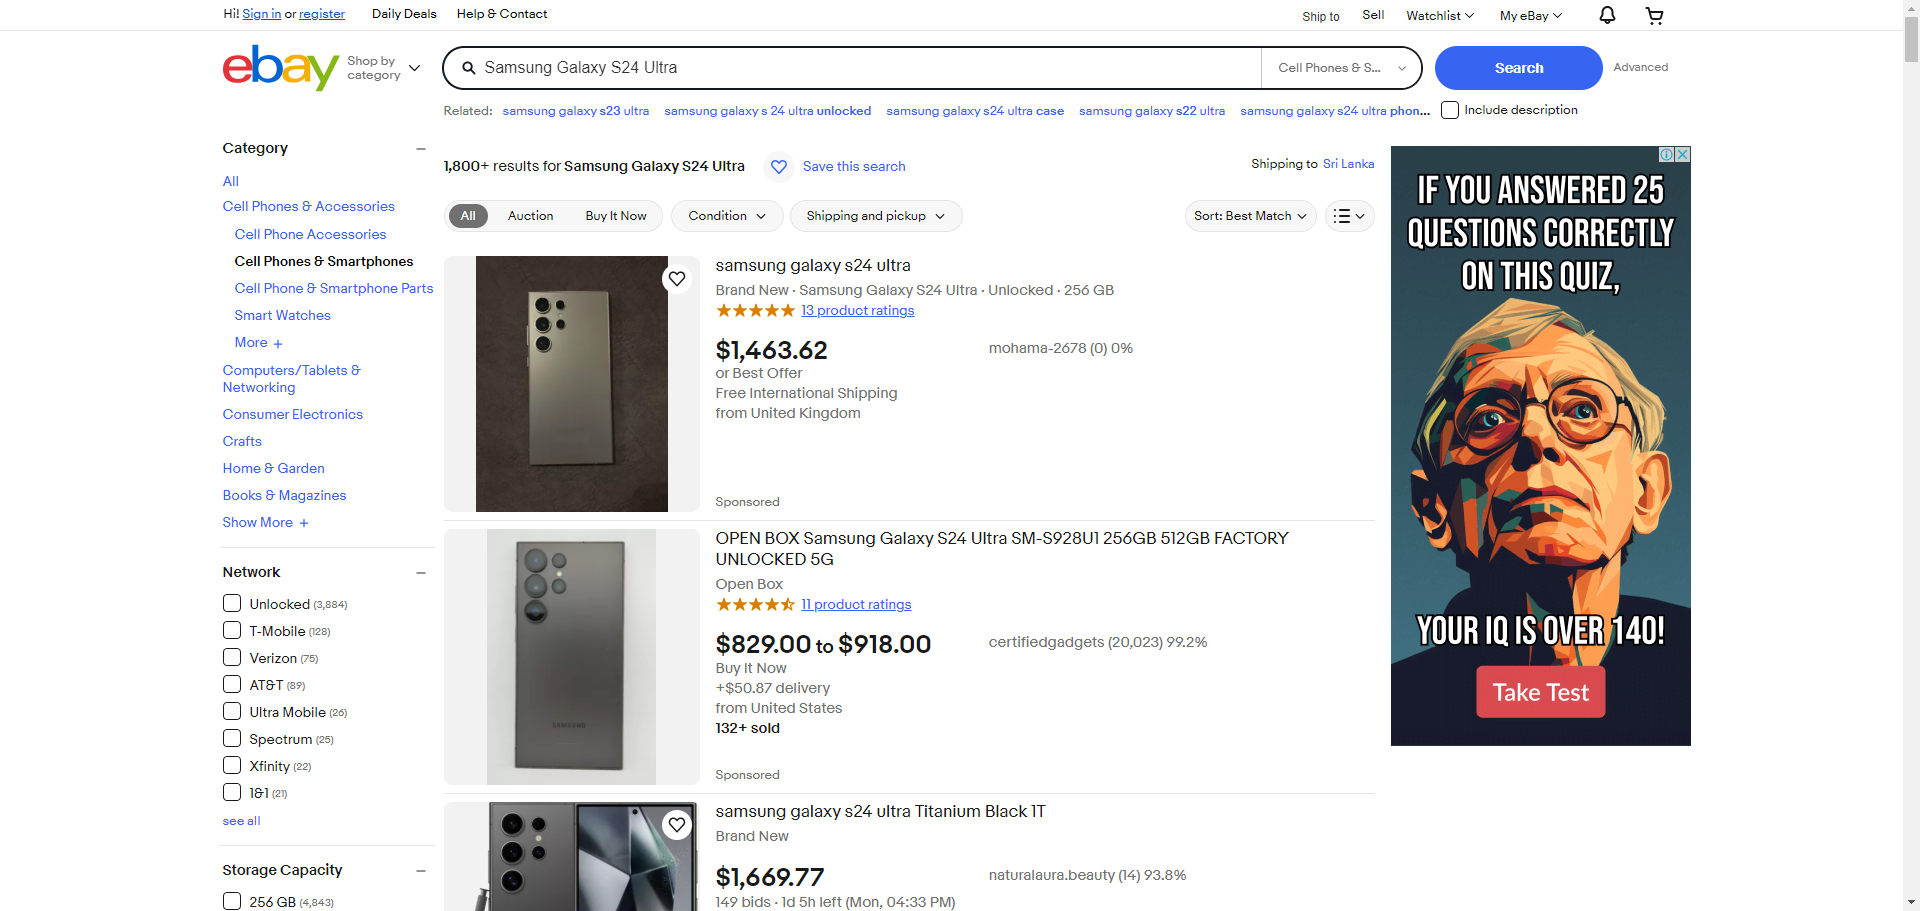 Hi! Sign in or register
Daily Deals
Help & Contact
Ship to
Sell
Watchlist
My eBay
ebay
Shop by
category
Samsung Galaxy S24 Ultra
Cell Phones & S...
Search
Advanced
Related:
samsung galaxy s23 ultra
samsung galaxy s 24 ultra unlocked
samsung galaxy s24 ultra case
samsung galaxy s22 ultra
samsung galaxy s24 ultra phon...
Include description
Category
All
Cell Phones & Accessories
Cell Phone Accessories
Cell Phones & Smartphones
Cell Phone & Smartphone Parts
Smart Watches
More +
Computers/Tablets &
Networking
Consumer Electronics
Crafts
Home & Garden
Books & Magazines
Show More +
Network
Unlocked (3,884)
T-Mobile (128)
Verizon (75)
AT&T (89)
Ultra Mobile (26)
Spectrum (25)
Xfinity (22)
1&1 (21)
see all
Storage Capacity
256 GB (4,843)
1,800+ results for Samsung Galaxy S24 Ultra
Save this search
Shipping to Sri Lanka
All
Auction
Buy It Now
Condition
Shipping and pickup
Sort: Best Match
samsung galaxy s24 ultra
Brand New · Samsung Galaxy S24 Ultra · Unlocked · 256 GB
13 product ratings
$1,463.62
mohama-2678 (0) 0%
or Best Offer
Free International Shipping
from United Kingdom
Sponsored
SAMSUNG
OPEN BOX Samsung Galaxy S24 Ultra SM-S928U1 256GB 512GB FACTORY
UNLOCKED 5G
Open Box
11 product ratings
$829.00 to $918.00
certifiedgadgets (20,023) 99.2%
Buy It Now
+$50.87 delivery
from United States
132+ sold
Sponsored
samsung galaxy s24 ultra Titanium Black 1T
Brand New
$1,669.77
naturalaura.beauty (14) 93.8%
149 bids · 1d 5h left (Mon, 04:33 PM)
IF YOU ANSWERED 25
QUESTIONS CORRECTLY
ON THIS QUIZ,
YOUR IQ IS OVER 140!
Take Test